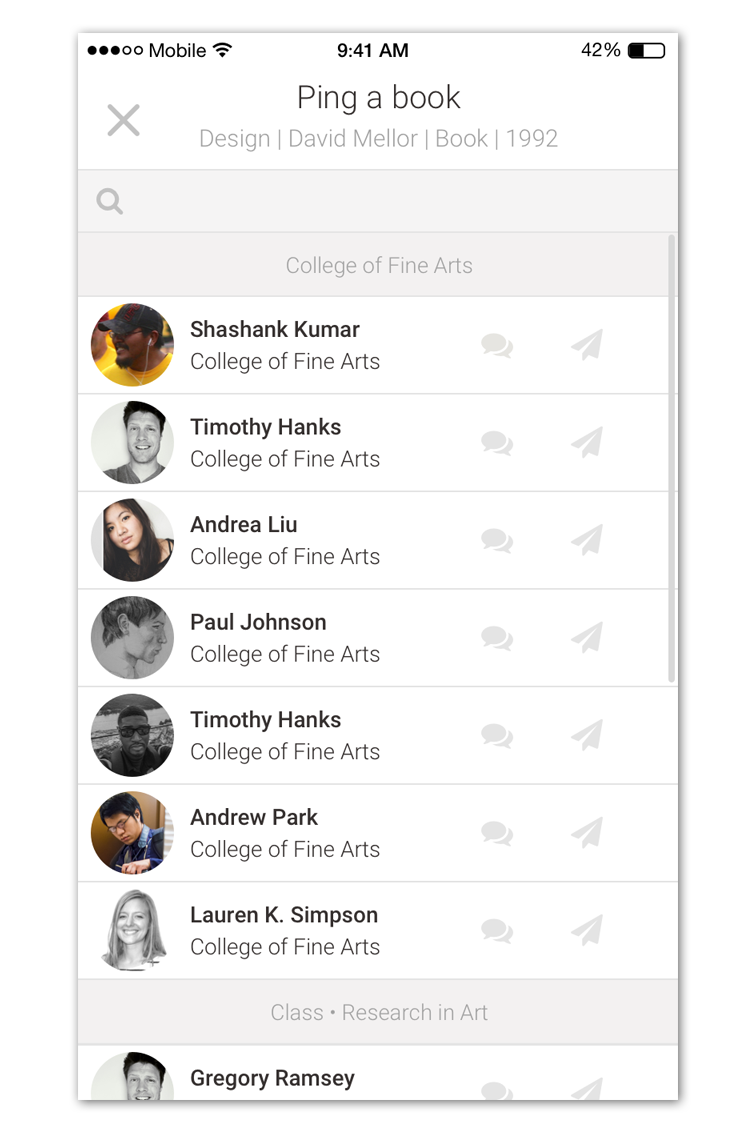 Mobile 9:41 AM 42%
Ping a book
Design | David Mellor | Book | 1992
College of Fine Arts
Shashank Kumar
College of Fine Arts
Timothy Hanks
College of Fine Arts
Andrea Liu
College of Fine Arts
Paul Johnson
College of Fine Arts
Timothy Hanks
College of Fine Arts
Andrew Park
College of Fine Arts
Lauren K. Simpson
College of Fine Arts
Class • Research in Art
Gregory Ramsey